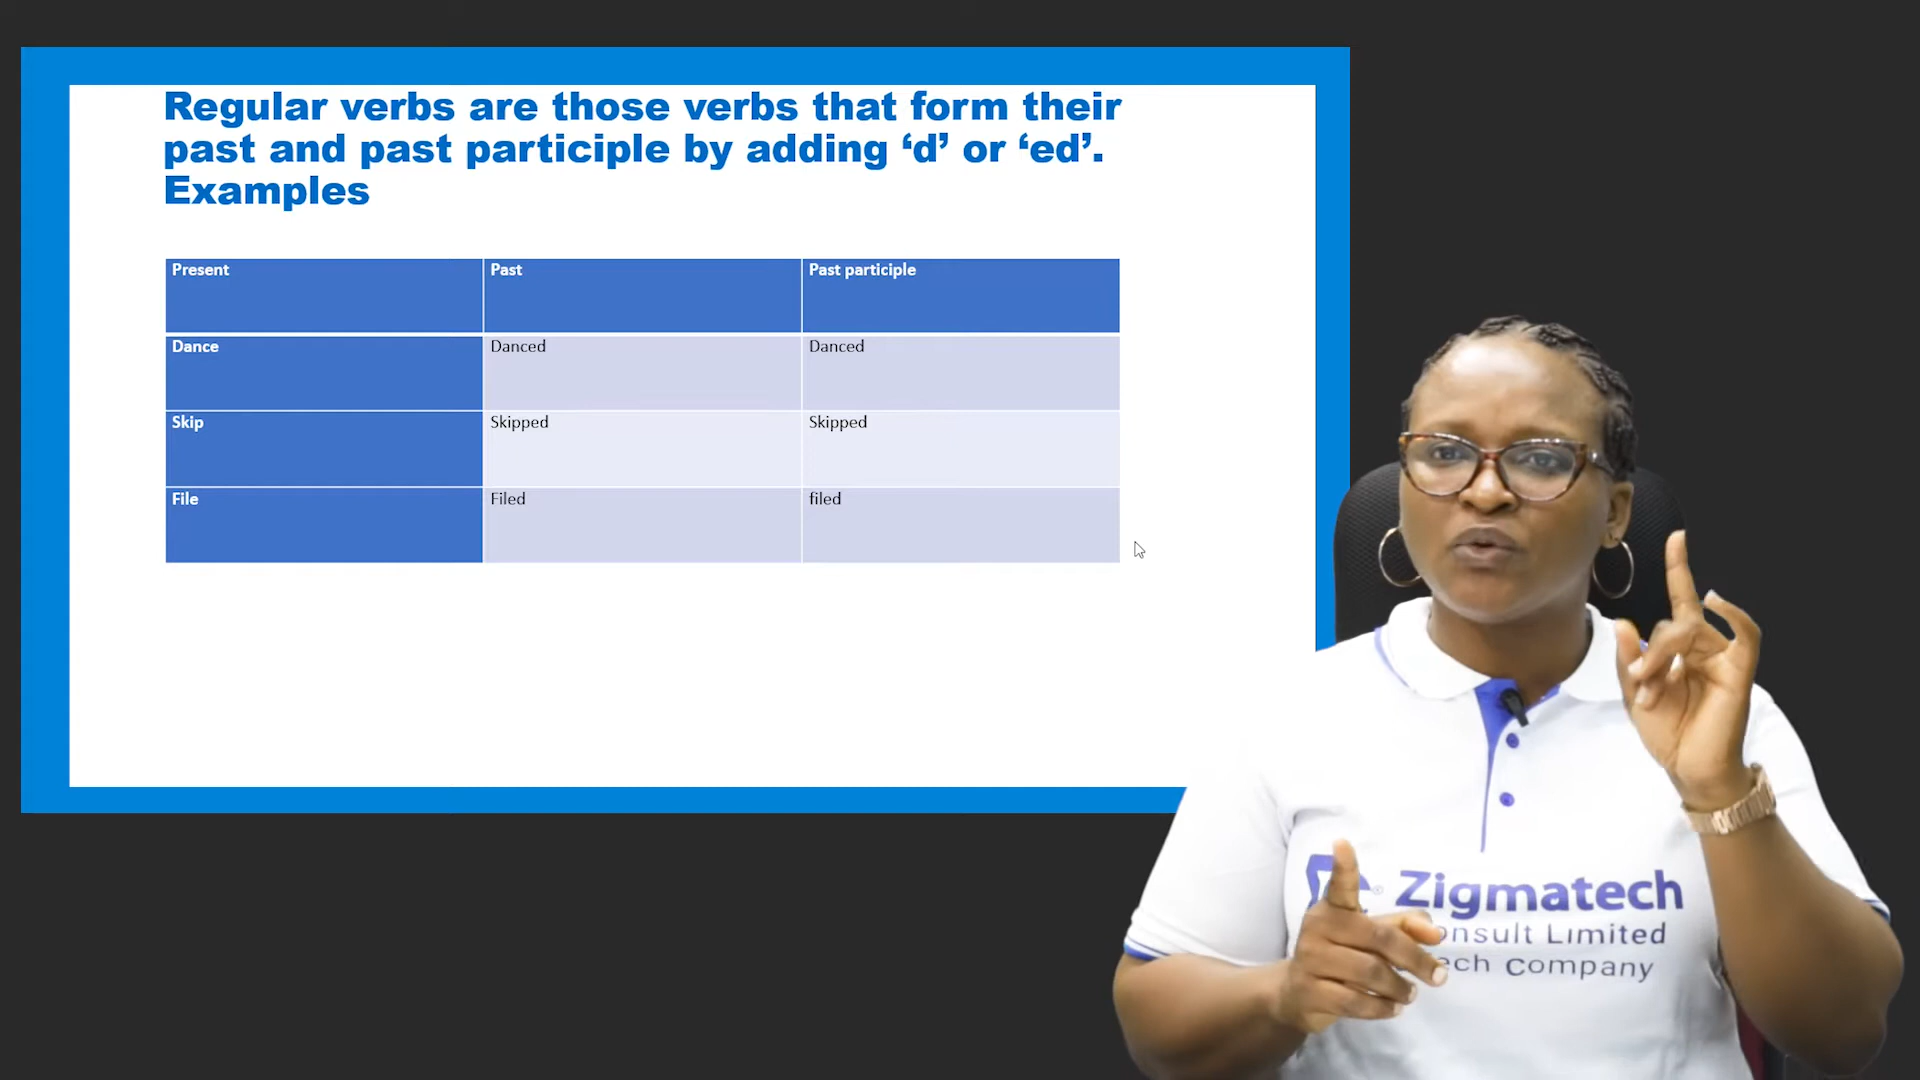 Regular verbs are those verbs that form their
past and past participle by adding ‘d’ or ‘ed’.
Examples
Present Past Past participle
Dance Danced Danced
Skip Skipped Skipped
File Filed filed
Zigmatech
Limited
Company